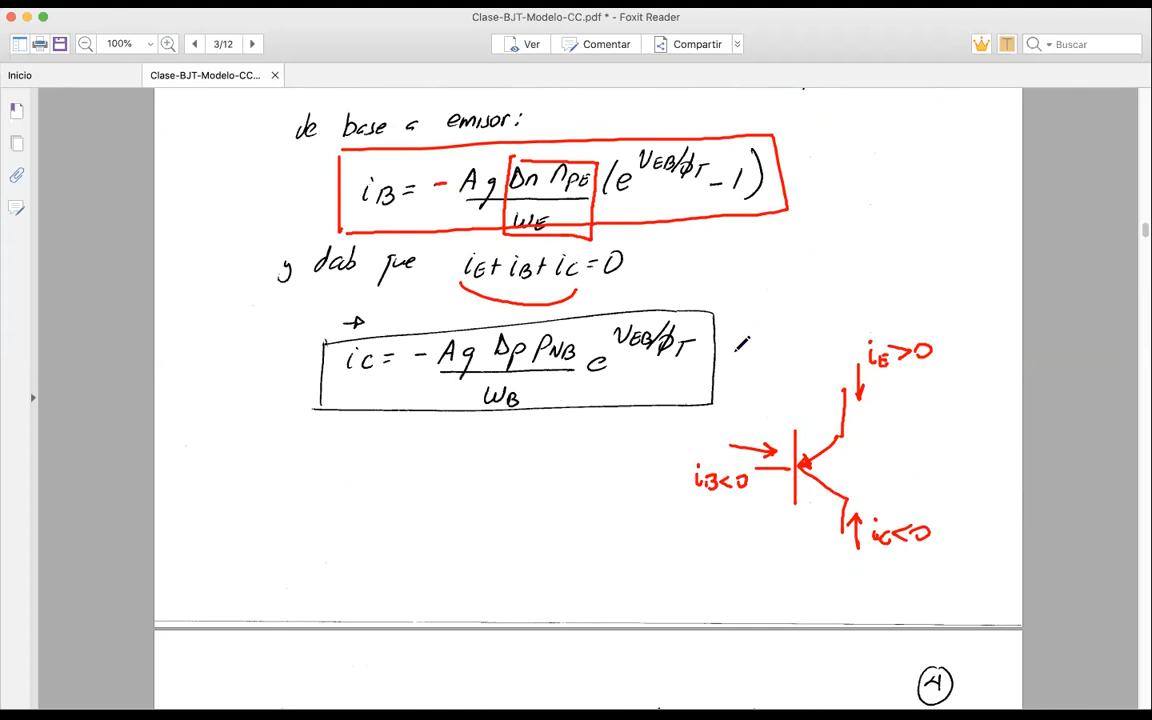 Clase-BJT-Modelo-CC.pdf * - Foxit Reader
100% 3/12 Ver Comentar Compartir Buscar
Inicio Clase-BJT-Modelo-CC...
de base a emisor:
iB = - Aq Dn nPE / WE (e^(VEB/ϕT) - 1)
y dado que iE + iB + iC = 0
→
iC = - Aq Dp PNB / WB e^(VEB/ϕT)
iE > 0
iB < 0
iC < 0
4